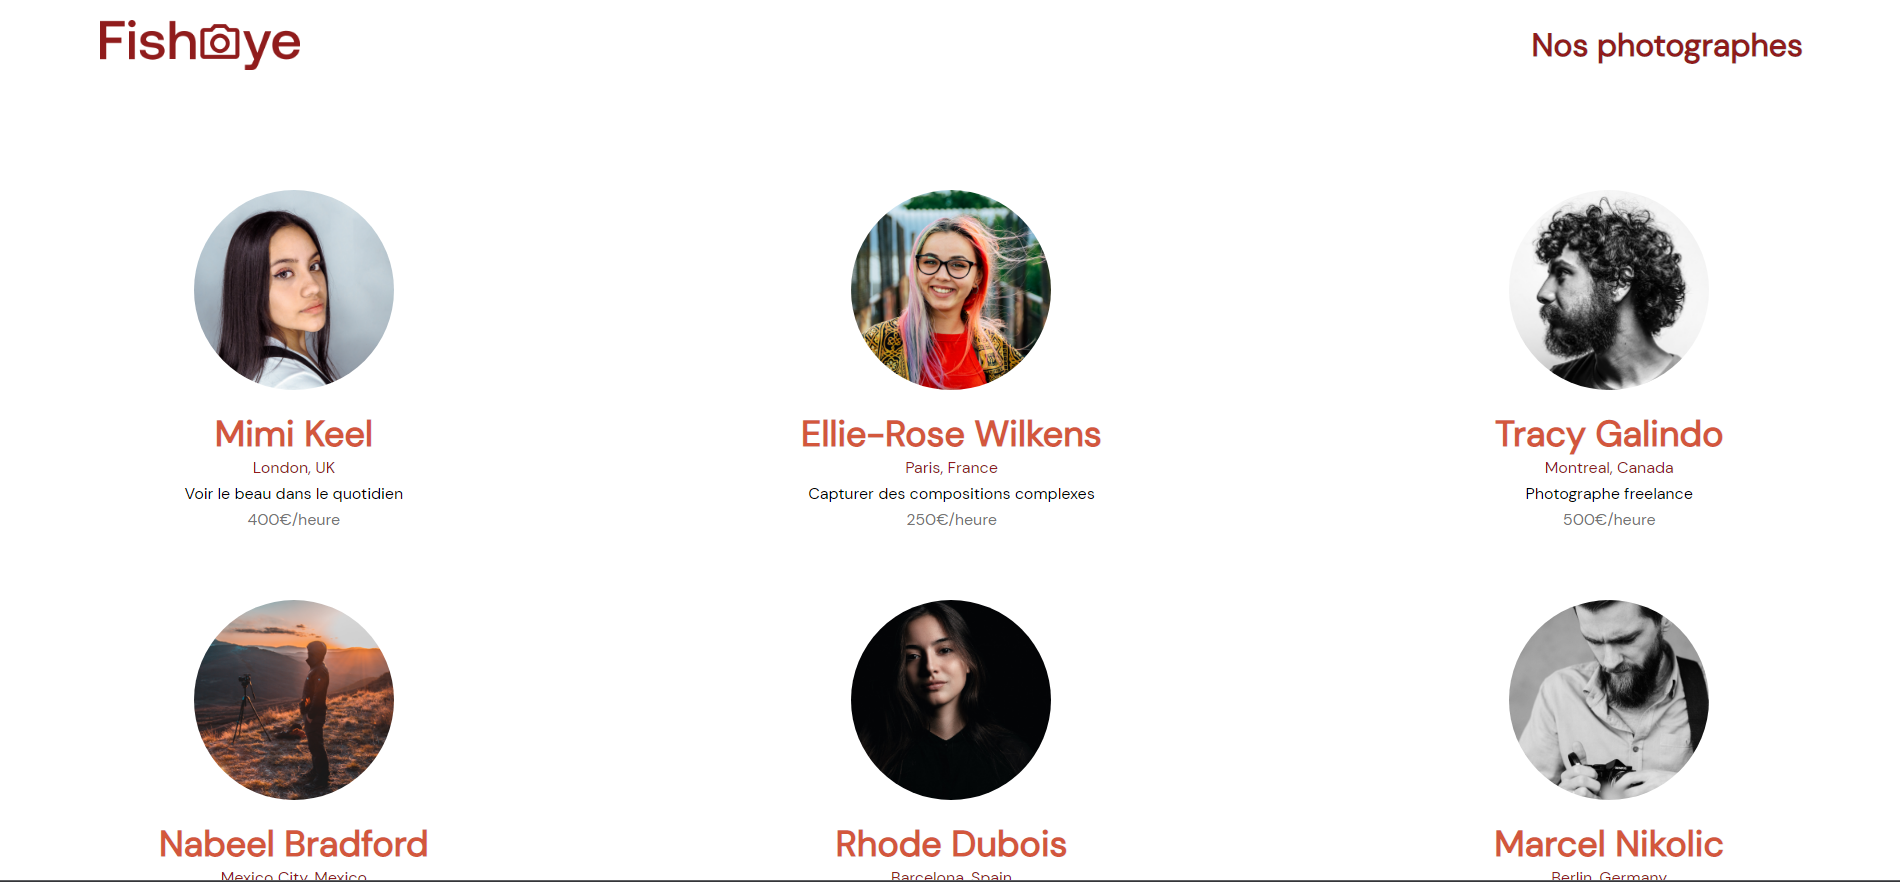 Fisheye
Nos photographes
Mimi Keel
London, UK
Voir le beau dans le quotidien
400€/heure
Ellie-Rose Wilkens
Paris, France
Capturer des compositions complexes
250€/heure
Tracy Galindo
Montreal, Canada
Photographe freelance
500€/heure
Nabeel Bradford
Mexico City, Mexico
Rhode Dubois
Barcelona, Spain
Marcel Nikolic
Berlin, Germany